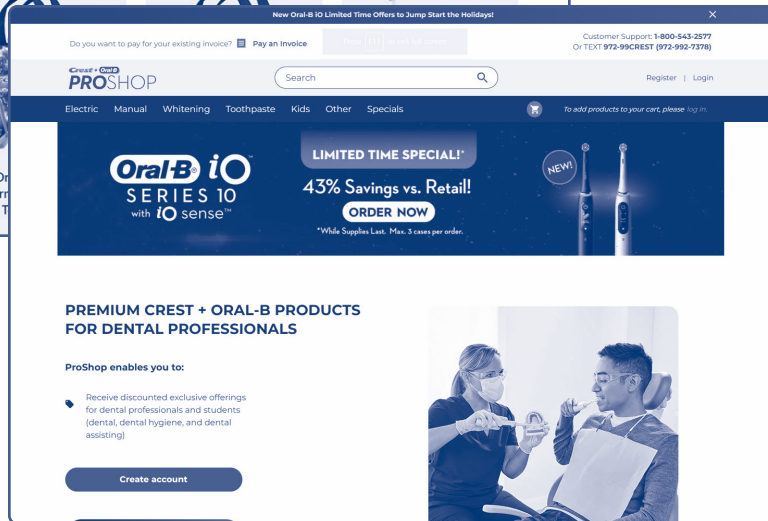 New Oral-B iO Limited Time Offers to Jump Start the Holidays!
Do you want to pay for your existing invoice? Pay an Invoice
Customer Support: 1-800-543-2577
Or TEXT 972-99CREST (972-992-7378)
Crest + Oral-B
PROSHOP
Search
Register | Login
Electric Manual Whitening Toothpaste Kids Other Specials
To add products to your cart, please log in.
Oral-B iO™
SERIES 10
with iO sense™
LIMITED TIME SPECIAL!*
43% Savings vs. Retail!
ORDER NOW
*While Supplies Last. Max. 3 cases per order.
NEW!
PREMIUM CREST + ORAL-B PRODUCTS
FOR DENTAL PROFESSIONALS
ProShop enables you to:
Receive discounted exclusive offerings
for dental professionals and students
(dental, dental hygiene, and dental
assisting)
Create account